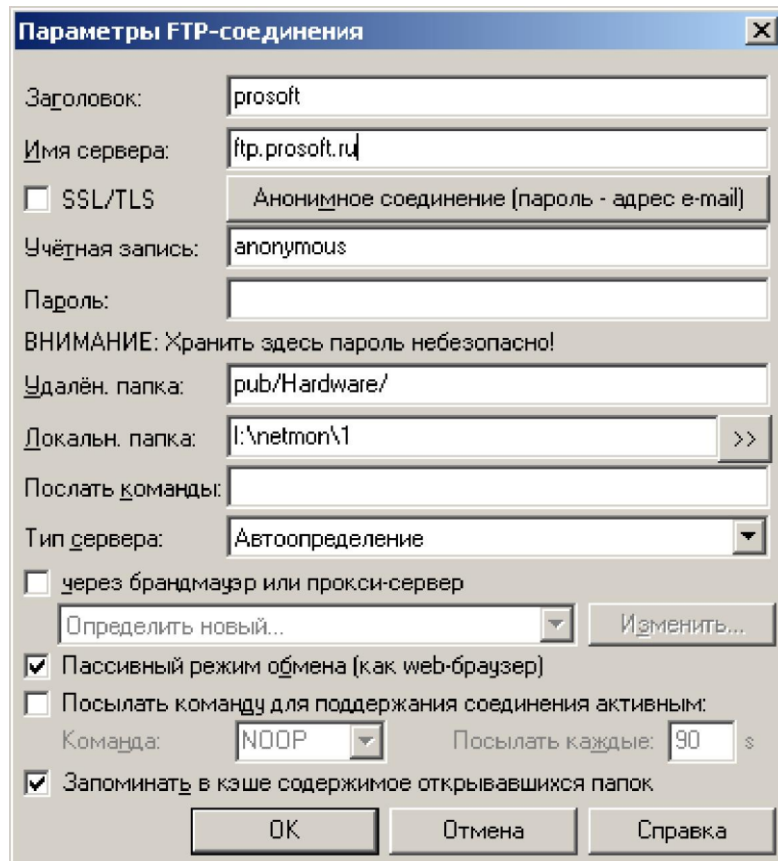 Параметры FTP-соединения
Заголовок: prosoft
Имя сервера: ftp.prosoft.ru
SSL/TLS Анонимное соединение (пароль - адрес e-mail)
Учётная запись: anonymous
Пароль:
ВНИМАНИЕ: Хранить здесь пароль небезопасно!
Удалён. папка: pub/Hardware/
Локальн. папка: I:\netmon\1 >>
Послать команды:
Тип сервера: Автоопределение
через брандмауэр или прокси-сервер
Определить новый... Изменить...
Пассивный режим обмена (как web-браузер)
Посылать команду для поддержания соединения активным:
Команда: NOOP Посылать каждые: 90 s
Запоминать в кэше содержимое открывавшихся папок
OK Отмена Справка